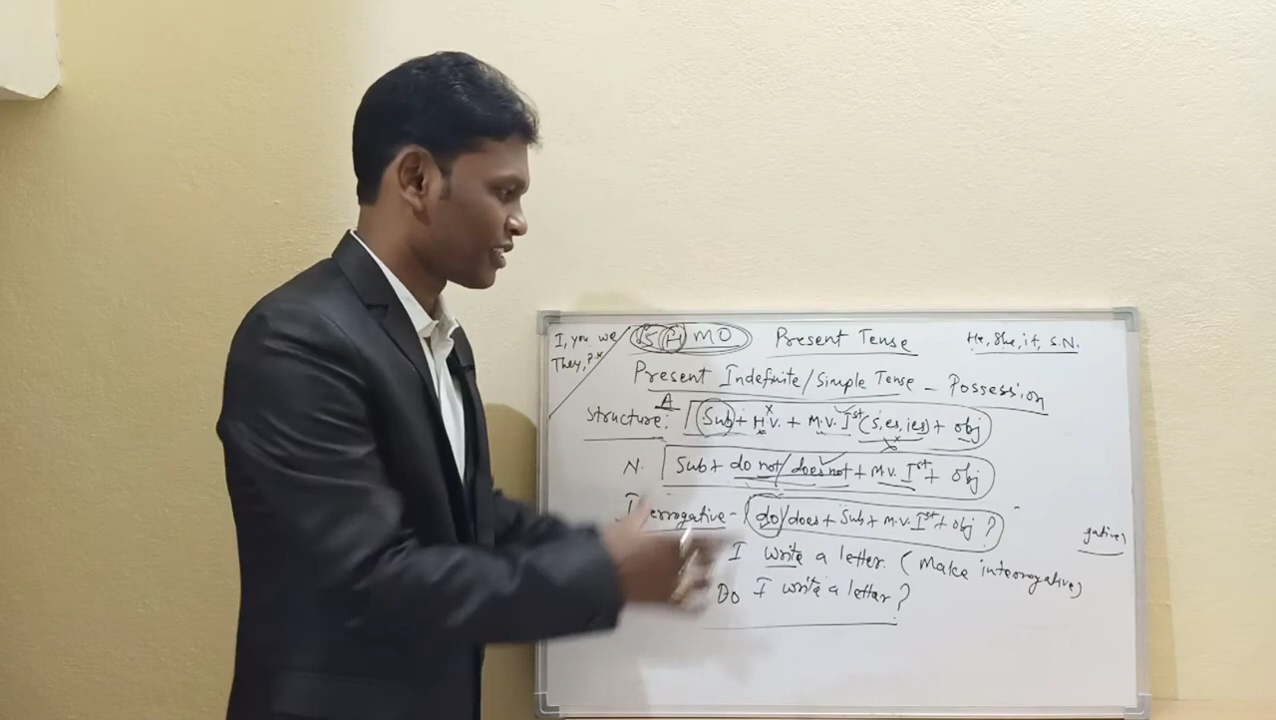 I, you we
They, P.N
SHMO
Present Tense
He, She, it, S.N.
Present Indefinite/Simple Tense - Possession
A
Structure: Sub + H.V. + M.V. Ist (s, es, ies) + obj
N. Sub + do not/does not + M.V. Ist + obj
Interrogative - do/does + Sub + M.V. Ist + obj ?
gative)
I write a letter. (Make interrogative)
Do I write a letter?